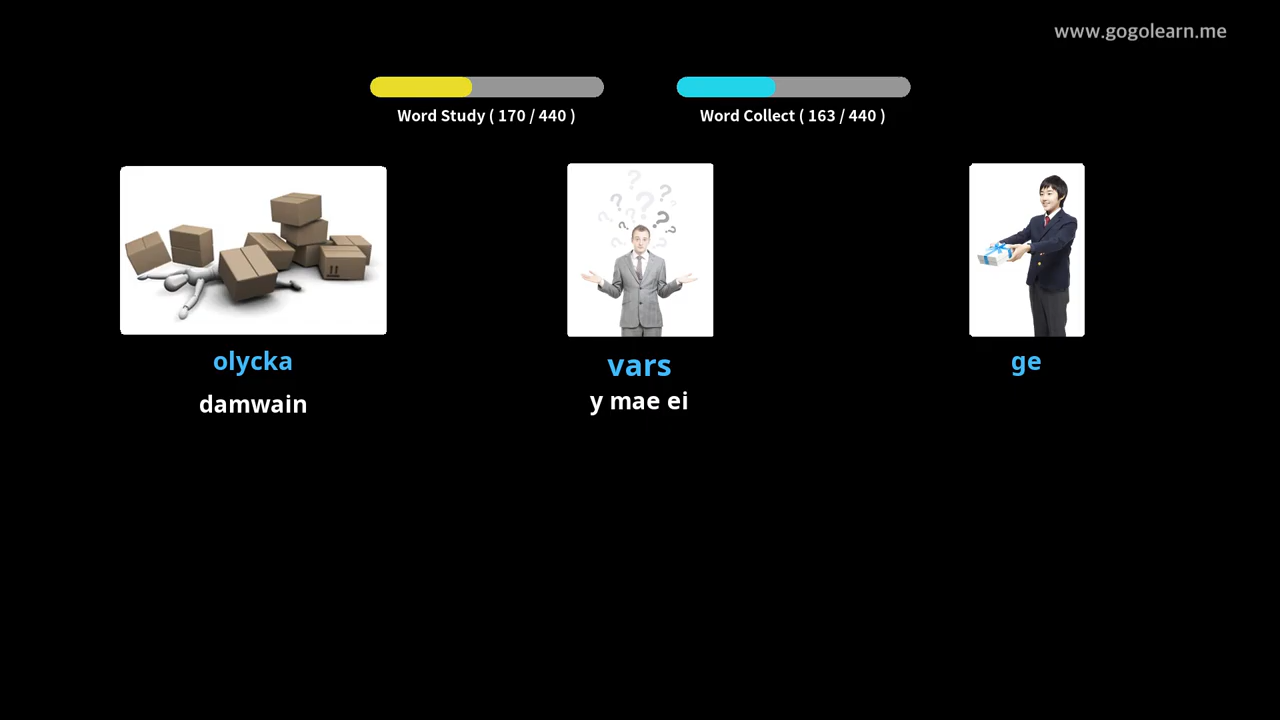 www.gogolearn.me
Word Study ( 170 / 440 )
Word Collect ( 163 / 440 )
olycka
vars
ge
damwain
y mae ei